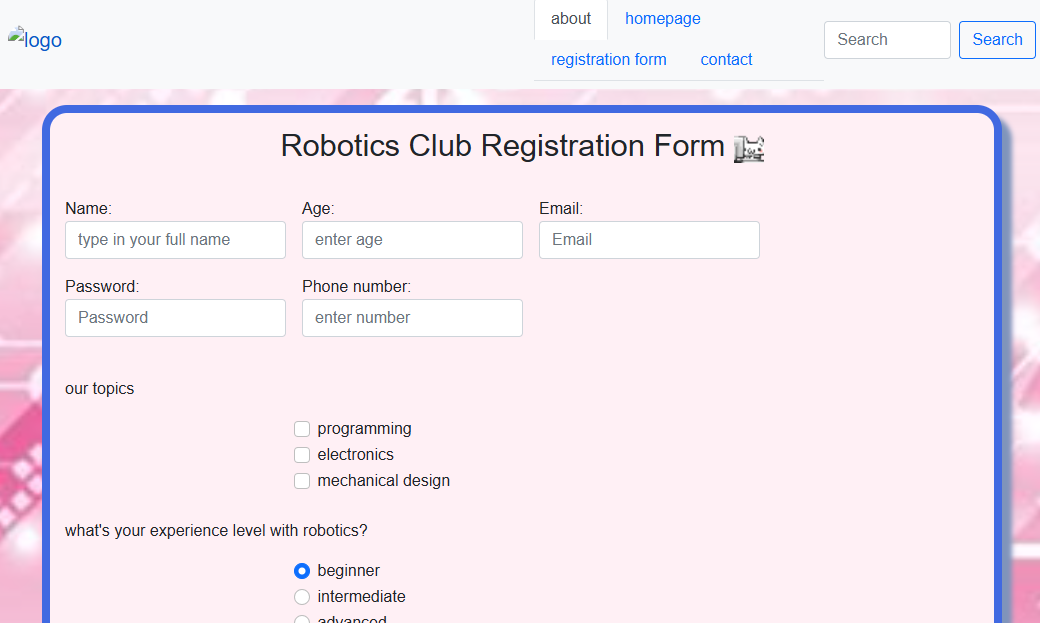 logo
about homepage
registration form contact
Search Search
Robotics Club Registration Form
Name: Age: Email:
type in your full name enter age Email
Password: Phone number:
Password enter number
our topics
programming
electronics
mechanical design
what's your experience level with robotics?
beginner
intermediate
advanced